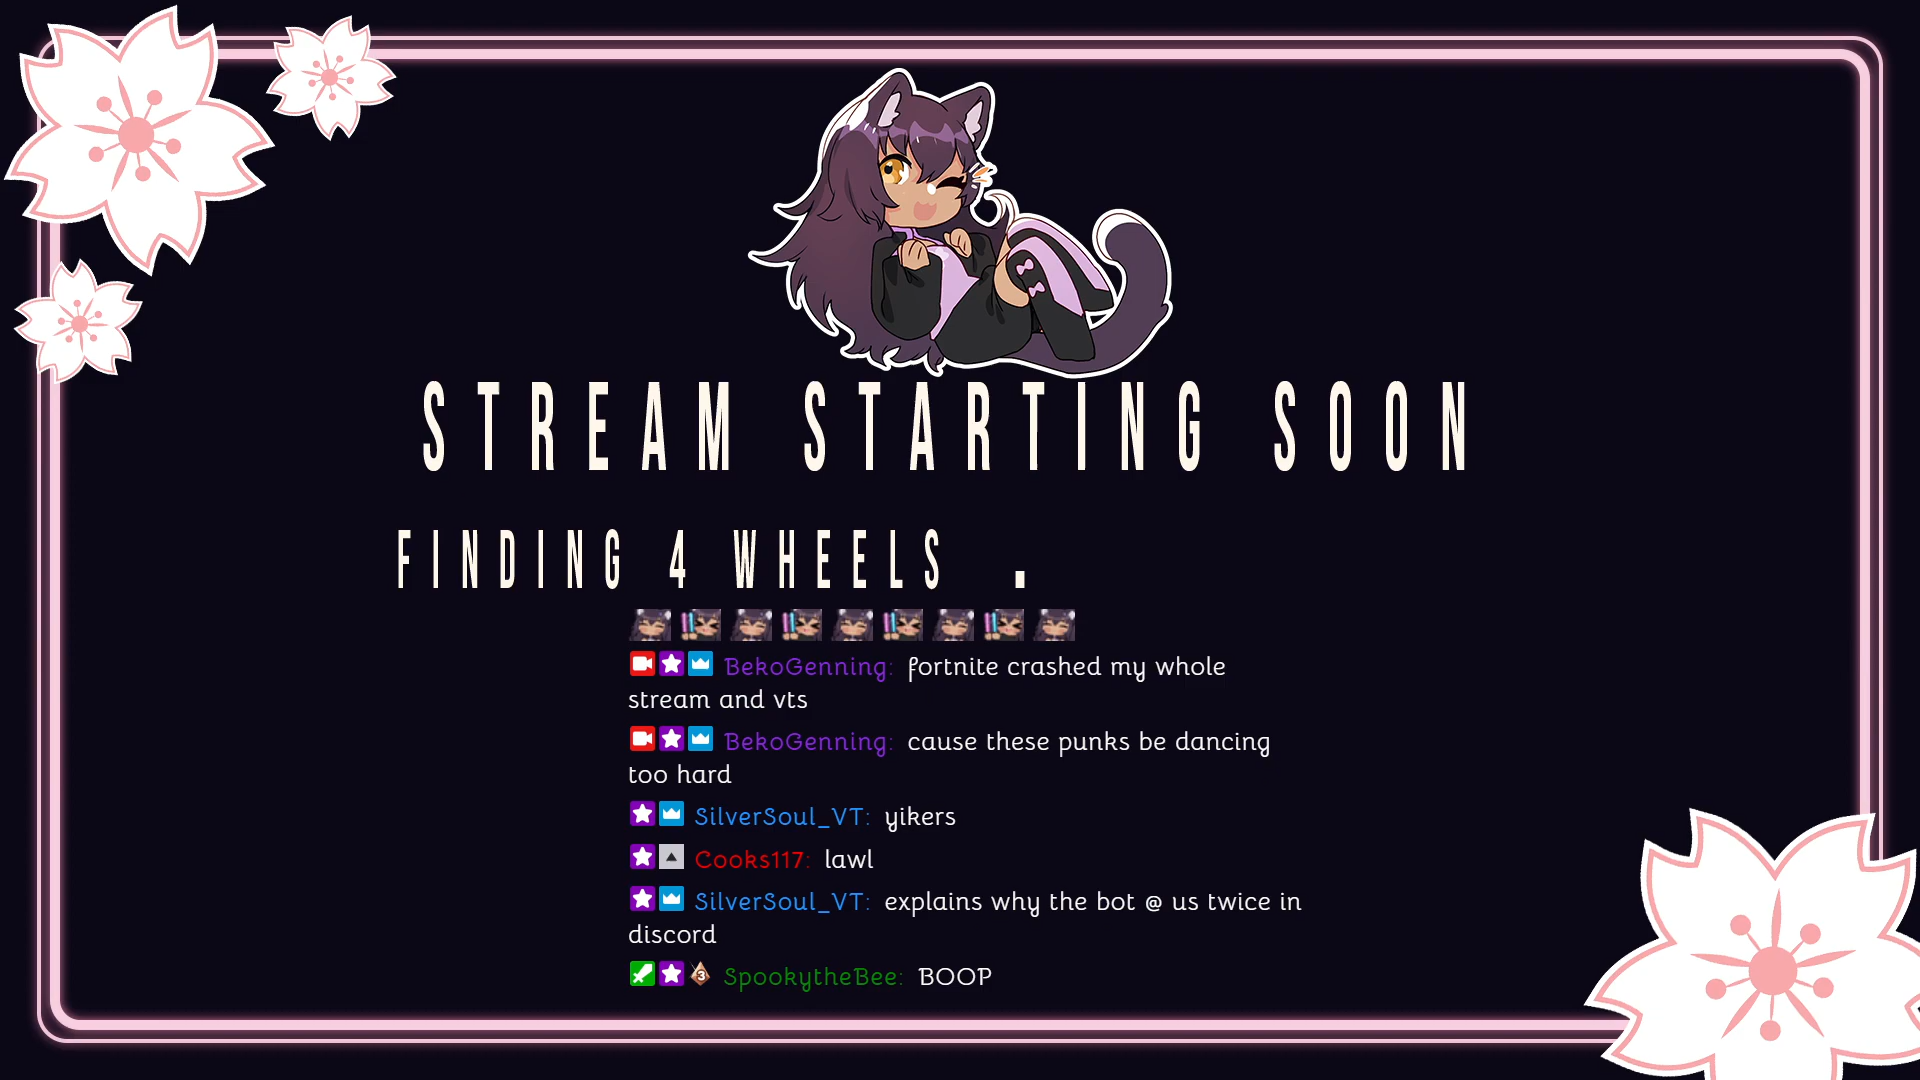 STREAM STARTING SOON
FINDING 4 WHEELS .
BekoGenning: fortnite crashed my whole
stream and vts
BekoGenning: cause these punks be dancing
too hard
SilverSoul_VT: yikers
Cooks117: lawl
SilverSoul_VT: explains why the bot @ us twice in
discord
3 SpookytheBee: BOOP